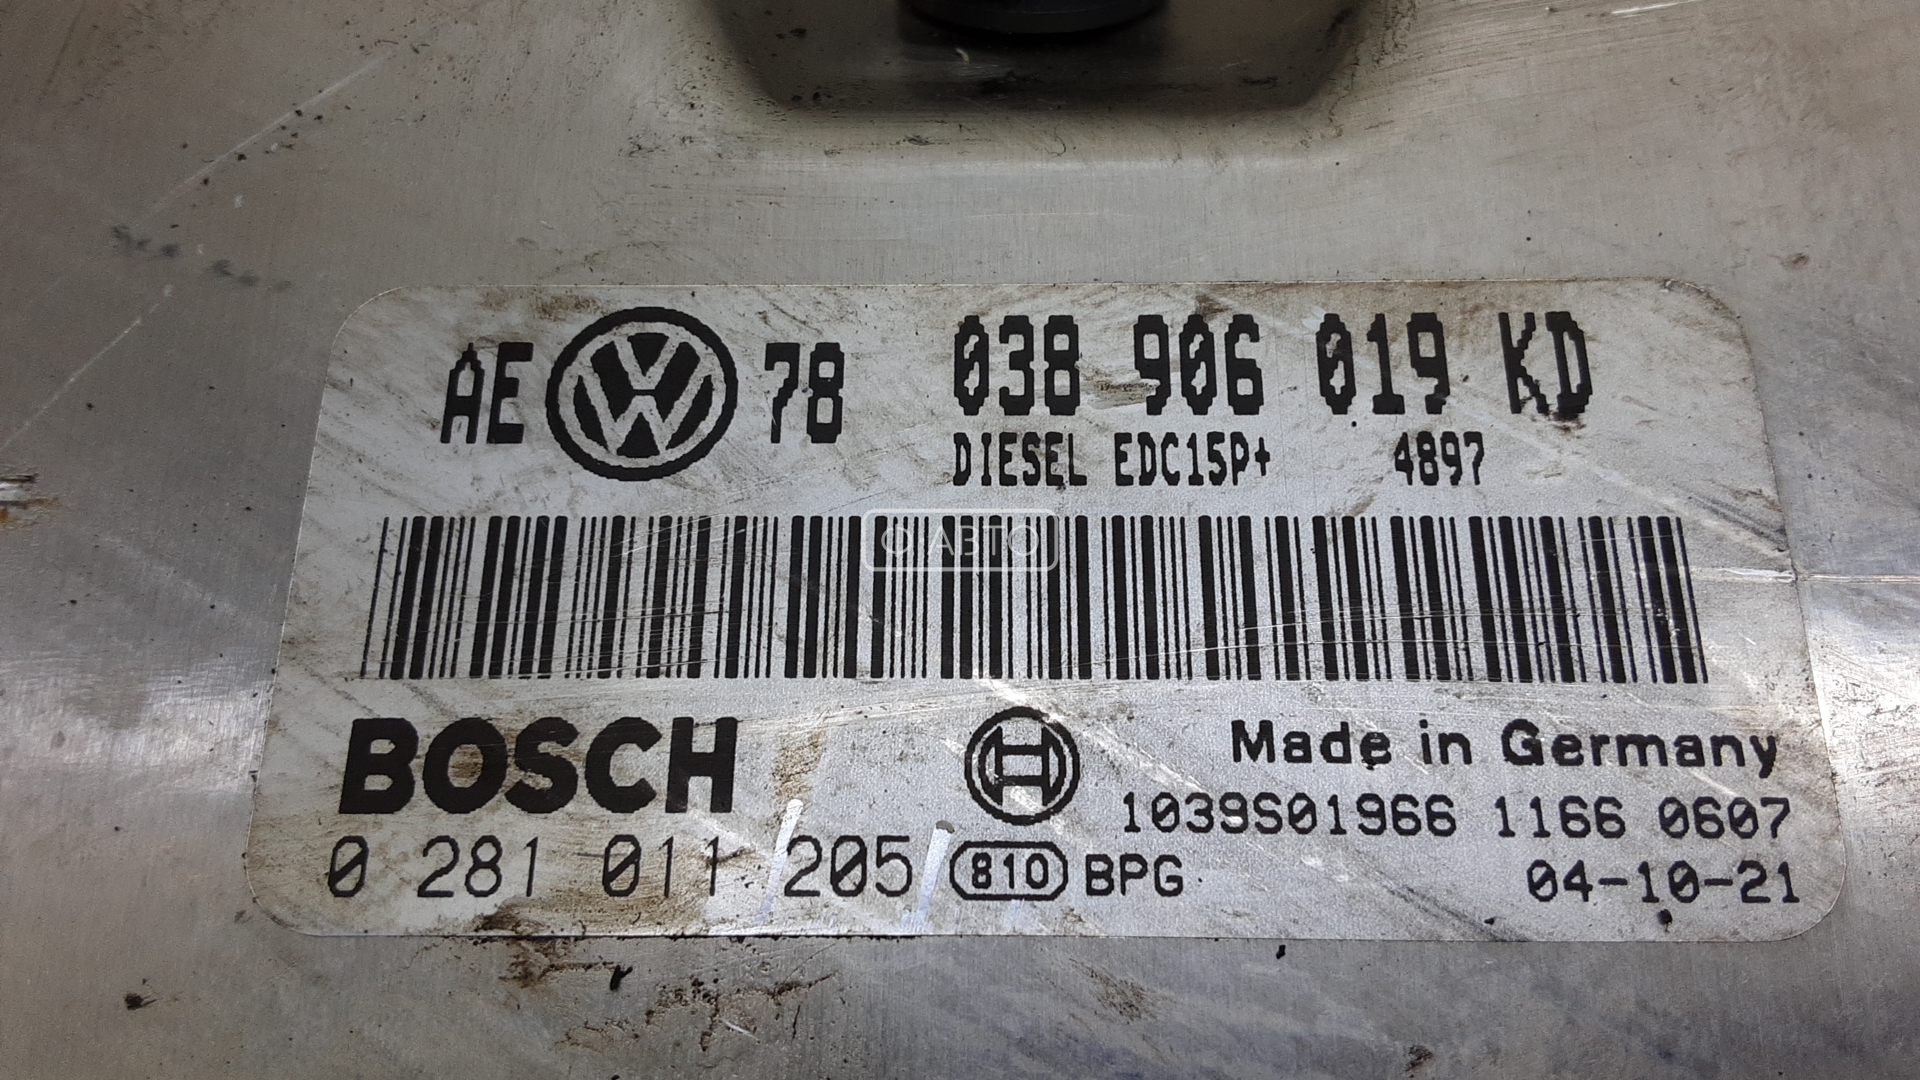 AE VW 78 038 906 019 KD
DIESEL EDC15P+ 4897
О АВТО
BOSCH
Made in Germany
1039S01966 1166 0607
0 281 011 205 810 BPG
04-10-21